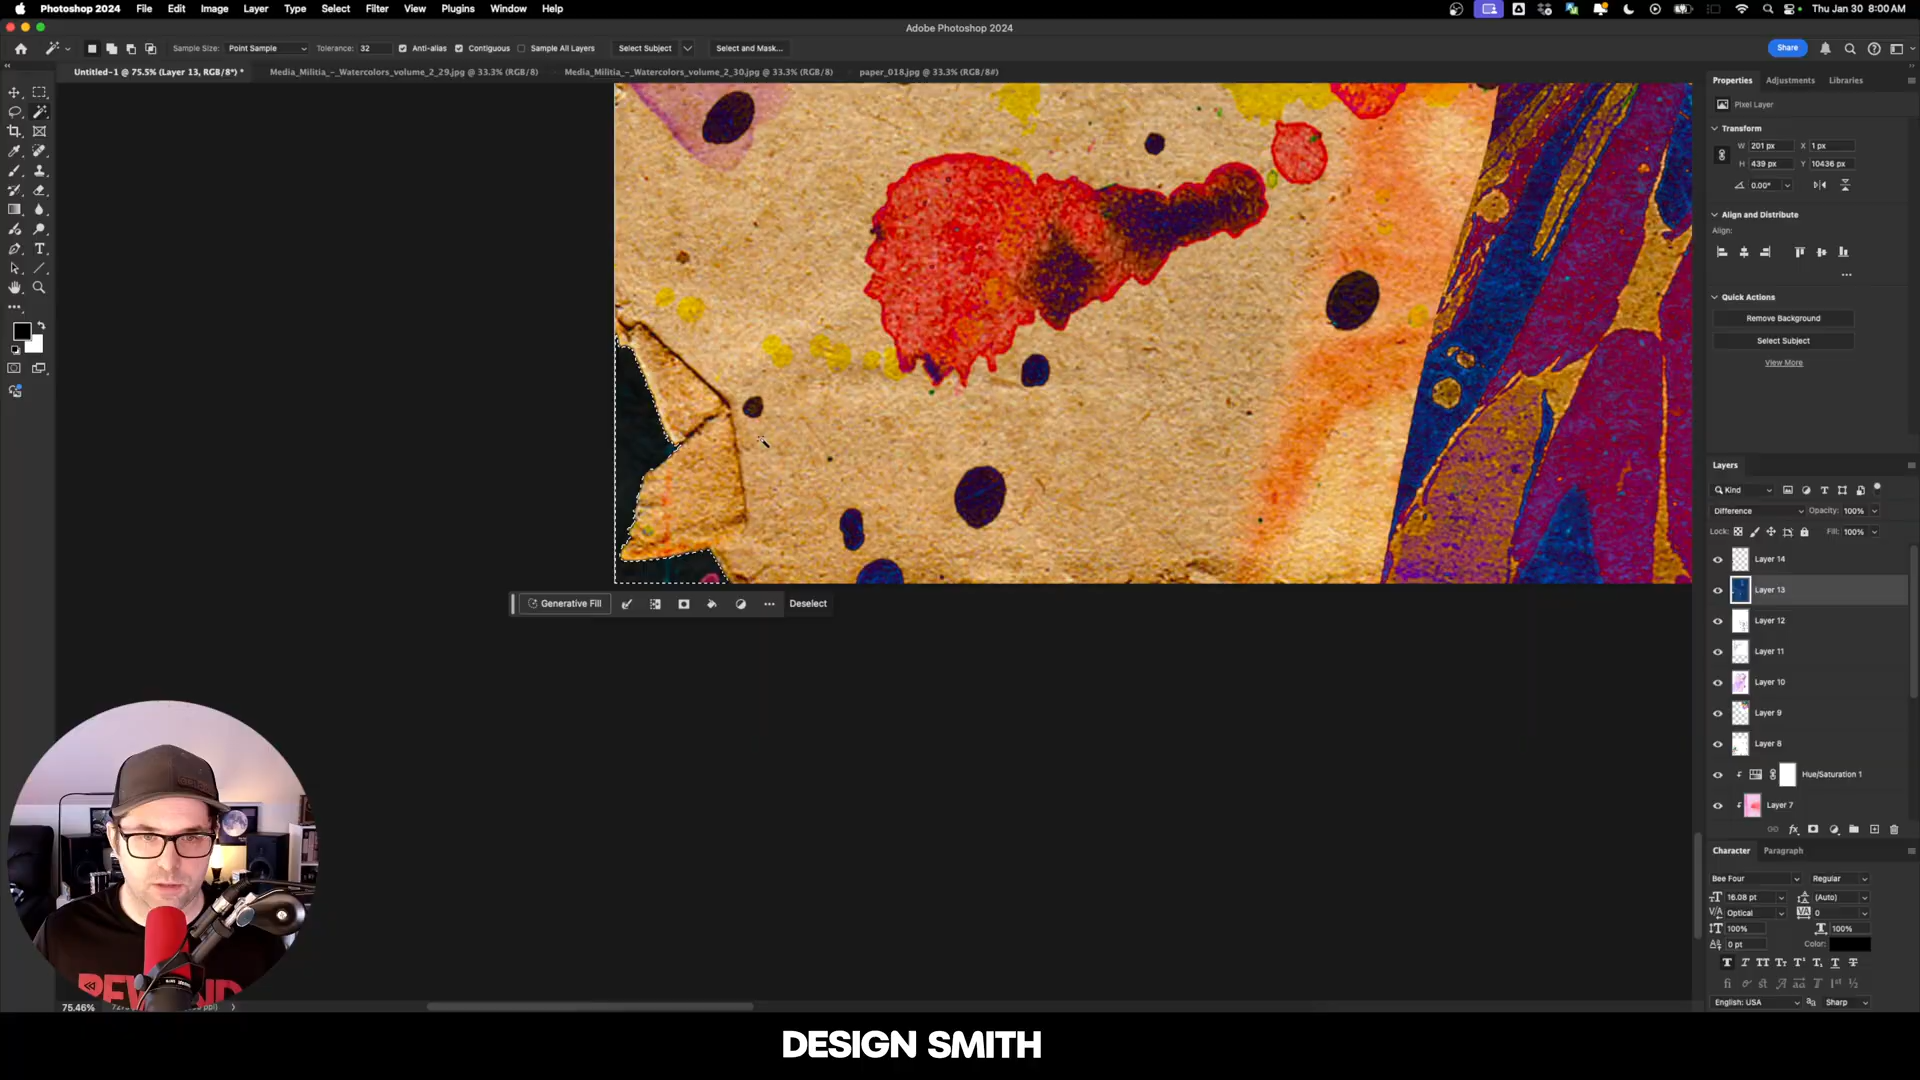 Photoshop 2024 File Edit Image Layer Type Select Filter View Plugins Window Help
Thu Jan 30 8:00 AM
Adobe Photoshop 2024
Sample Size: Point Sample Tolerance: 32 Anti-alias Contiguous Sample All Layers Select Subject Select and Mask...
Share
Untitled-1 @ 75.5% (Layer 13, RGB/8*) * Media_Militia_-_Watercolors_volume_2_29.jpg @ 33.3% (RGB/8) Media_Militia_-_Watercolors_volume_2_30.jpg @ 33.3% (RGB/8) paper_018.jpg @ 33.3% (RGB/8#)
Properties Adjustments Libraries
Pixel Layer
Transform
W 201 px X 1 px
H 439 px Y 10436 px
0.00°
Align and Distribute
Align:
Quick Actions
Remove Background
Select Subject
View More
Layers
Kind
Difference Opacity: 100%
Lock: Fill: 100%
Layer 14
Layer 13
Layer 12
Layer 11
Layer 10
Layer 9
Layer 8
Hue/Saturation 1
Layer 7
Generative Fill Deselect
Character Paragraph
Bee Four Regular
16.08 pt (Auto)
Optical 0
100% 100%
0 pt Color:
English: USA Sharp
75.46%
DESIGN SMITH